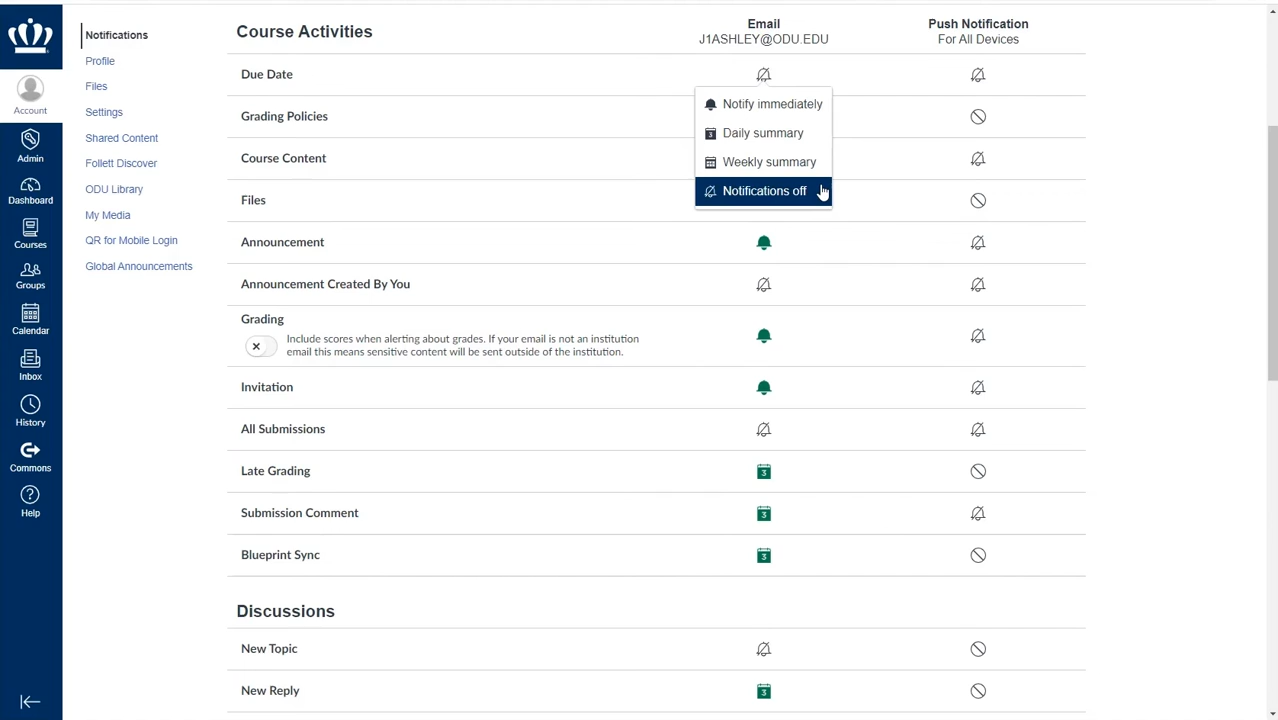 Account
Admin
Dashboard
Courses
Groups
Calendar
Inbox
History
Commons
Help
Notifications
Profile
Files
Settings
Shared Content
Follett Discover
ODU Library
My Media
QR for Mobile Login
Global Announcements
Course Activities
Email
J1ASHLEY@ODU.EDU
Push Notification
For All Devices
Due Date
Notify immediately
Grading Policies
3 Daily summary
Course Content
Weekly summary
Files
Notifications off
Announcement
Announcement Created By You
Grading
Include scores when alerting about grades. If your email is not an institution
email this means sensitive content will be sent outside of the institution.
Invitation
All Submissions
Late Grading 3
Submission Comment 3
Blueprint Sync 3
Discussions
New Topic
New Reply 3